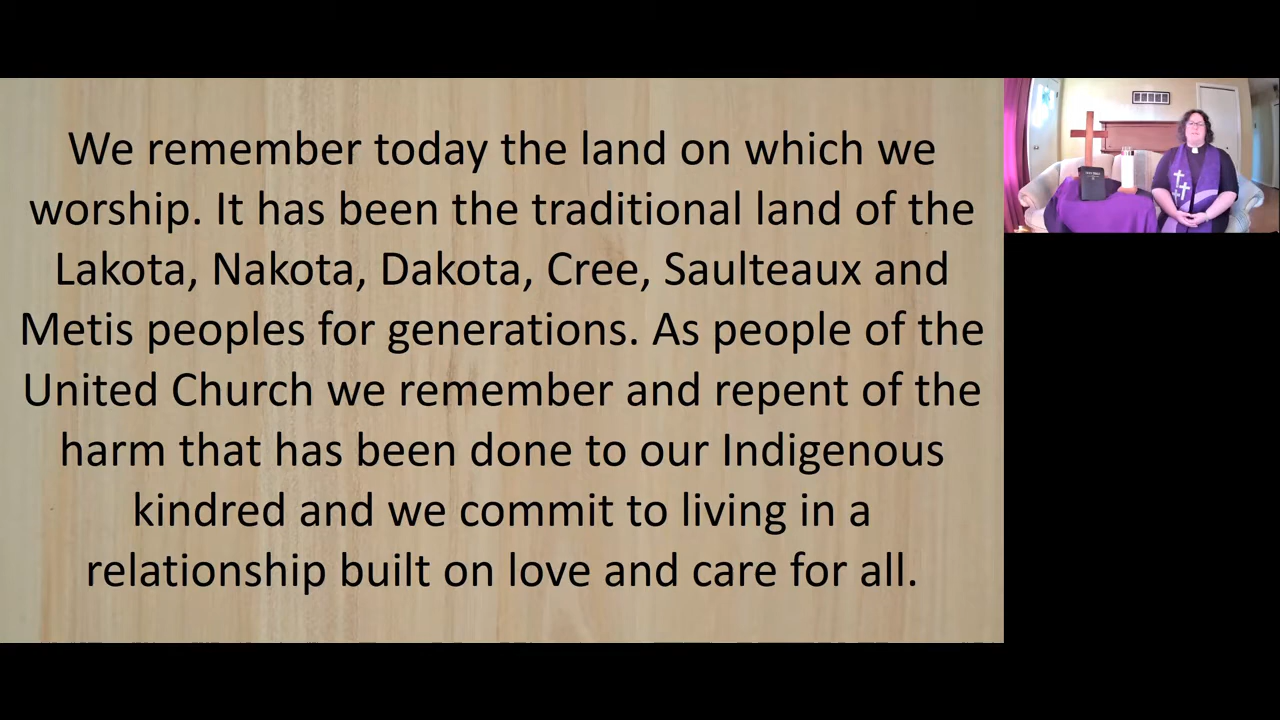 We remember today the land on which we
worship. It has been the traditional land of the
Lakota, Nakota, Dakota, Cree, Saulteaux and
Metis peoples for generations. As people of the
United Church we remember and repent of the
harm that has been done to our Indigenous
kindred and we commit to living in a
relationship built on love and care for all.